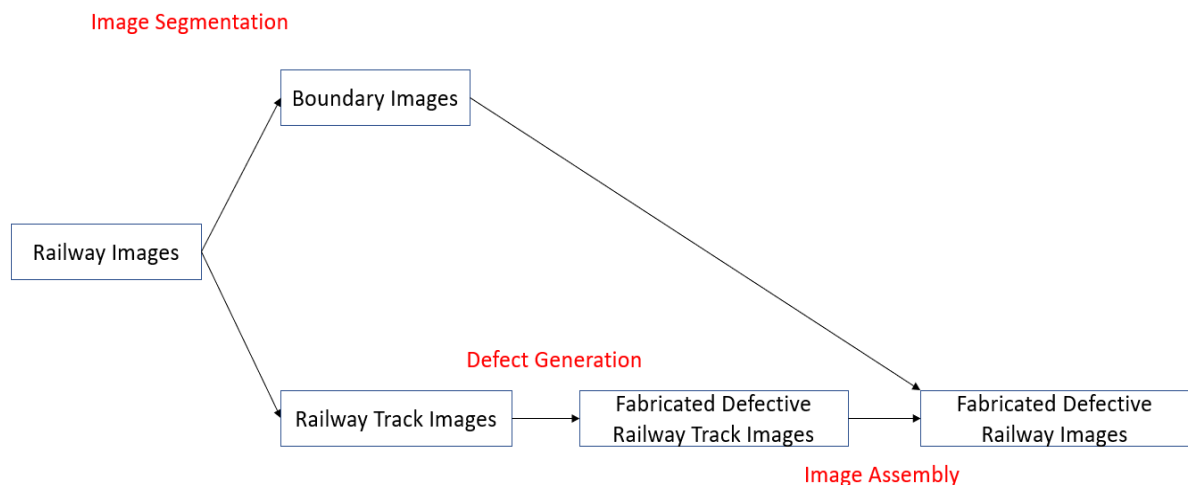 Image Segmentation
Boundary Images
Railway Images
Defect Generation
Railway Track Images
Fabricated Defective
Railway Track Images
Fabricated Defective
Railway Images
Image Assembly